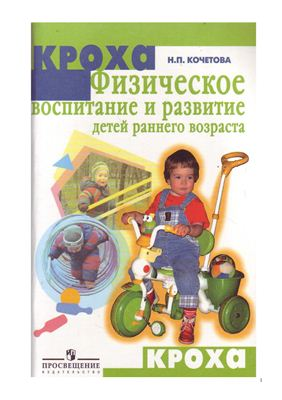 КРОХА
Н.П. КОЧЕТОВА
Физическое
воспитание и развитие
детей раннего возраста
ПРОСВЕЩЕНИЕ
ИЗДАТЕЛЬСТВО
КРОХА
1